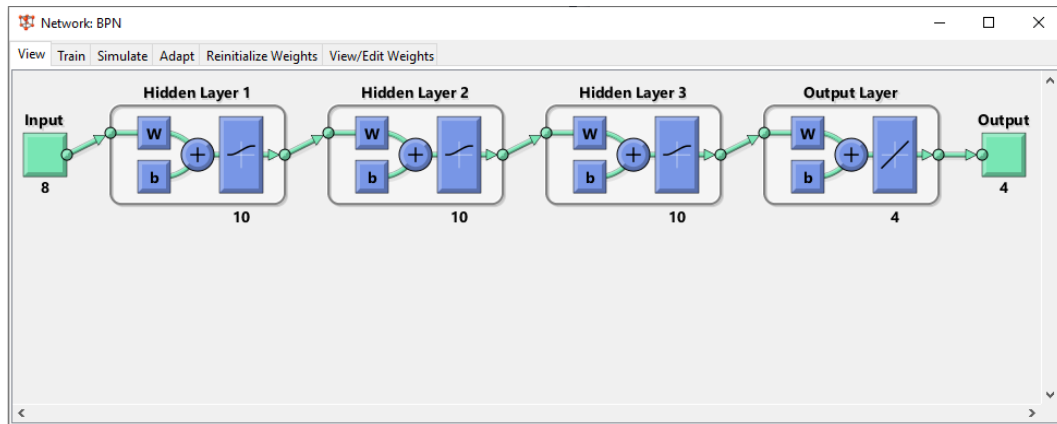 Network: BPN
View Train Simulate Adapt Reinitialize Weights View/Edit Weights
Hidden Layer 1 Hidden Layer 2 Hidden Layer 3 Output Layer
Input Output
W W W W
b b b b
8 4
10 10 10 4